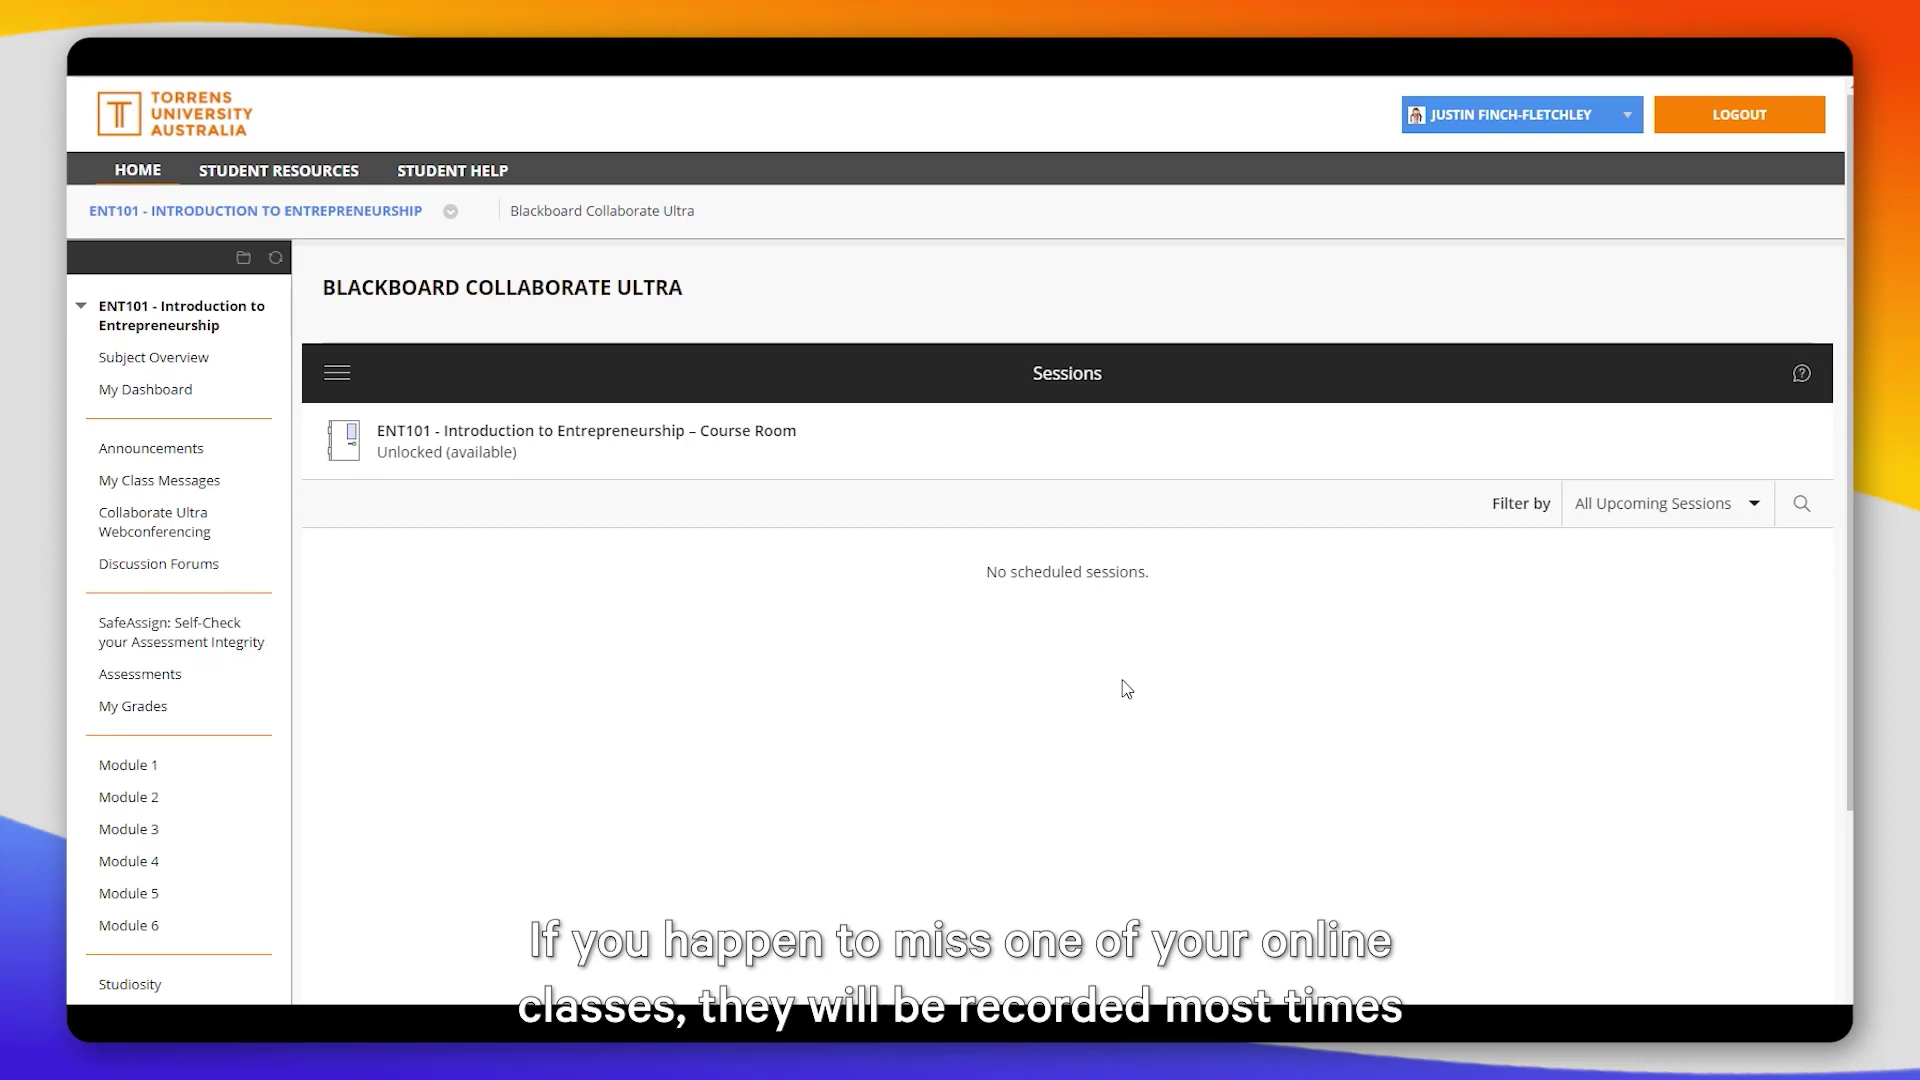 TORRENS
UNIVERSITY
AUSTRALIA
JUSTIN FINCH-FLETCHLEY
LOGOUT
HOME
STUDENT RESOURCES
STUDENT HELP
ENT101 - INTRODUCTION TO ENTREPRENEURSHIP
Blackboard Collaborate Ultra
ENT101 - Introduction to
Entrepreneurship
Subject Overview
My Dashboard
Announcements
My Class Messages
Collaborate Ultra
Webconferencing
Discussion Forums
SafeAssign: Self-Check
your Assessment Integrity
Assessments
My Grades
Module 1
Module 2
Module 3
Module 4
Module 5
Module 6
Studiosity
BLACKBOARD COLLABORATE ULTRA
Sessions
ENT101 - Introduction to Entrepreneurship – Course Room
Unlocked (available)
Filter by
All Upcoming Sessions
No scheduled sessions.
If you happen to miss one of your online
classes, they will be recorded most times